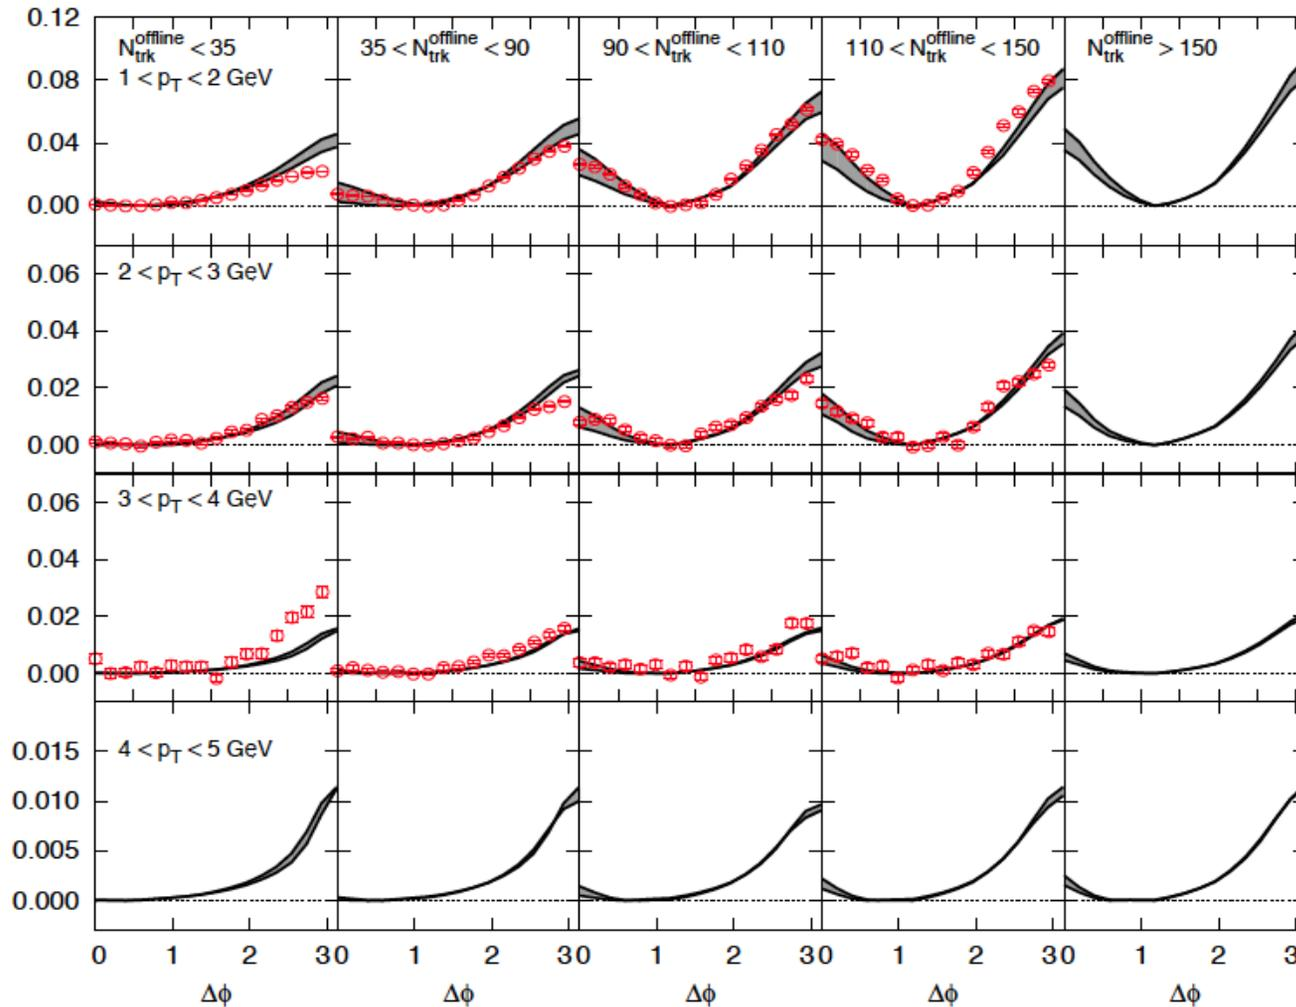 0.12
0.08
0.04
0.00
N_trk^offline < 35
1 < p_T < 2 GeV
35 < N_trk^offline < 90
90 < N_trk^offline < 110
110 < N_trk^offline < 150
N_trk^offline > 150
0.06
0.04
0.02
0.00
2 < p_T < 3 GeV
0.06
0.04
0.02
0.00
3 < p_T < 4 GeV
0.015
0.010
0.005
0.000
4 < p_T < 5 GeV
0 1 2 3 0 1 2 3 0 1 2 3 0 1 2 3 0 1 2 3
Δϕ Δϕ Δϕ Δϕ Δϕ